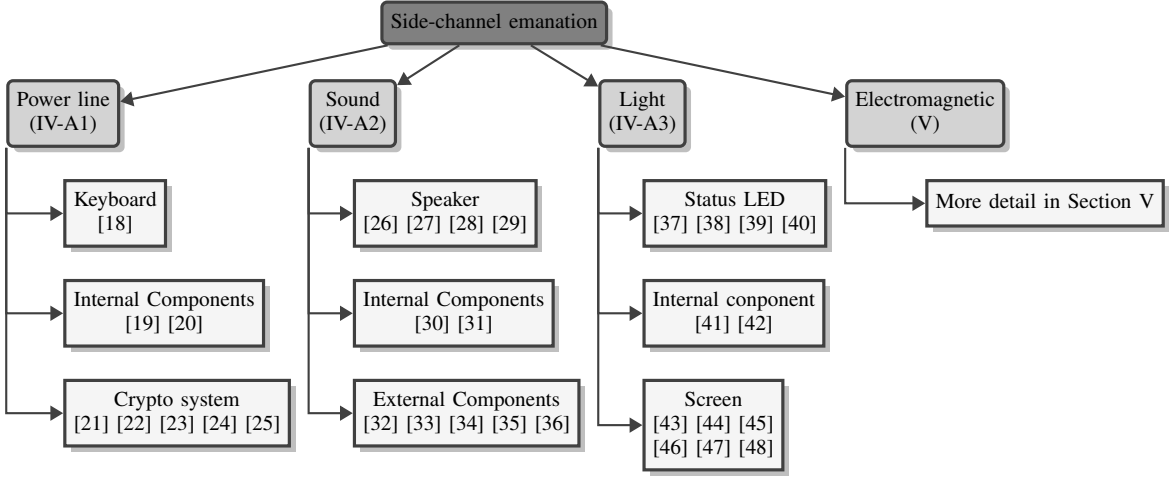 Side-channel emanation
Power line
(IV-A1)
Sound
(IV-A2)
Light
(IV-A3)
Electromagnetic
(V)
Keyboard
[18]
Speaker
[26] [27] [28] [29]
Status LED
[37] [38] [39] [40]
More detail in Section V
Internal Components
[19] [20]
Internal Components
[30] [31]
Internal conponent
[41] [42]
Crypto system
[21] [22] [23] [24] [25]
External Components
[32] [33] [34] [35] [36]
Screen
[43] [44] [45]
[46] [47] [48]